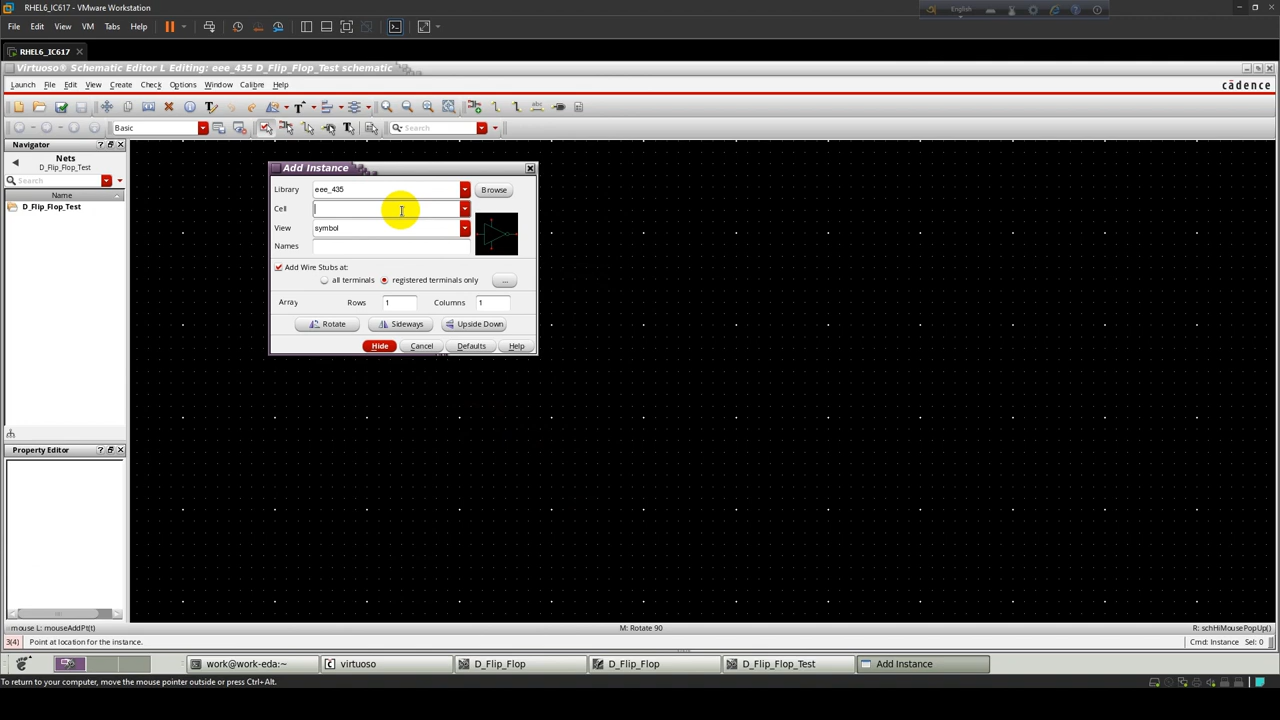 RHEL6_IC617 - VMware Workstation
English
File Edit View VM Tabs Help
RHEL6_IC617
Virtuoso® Schematic Editor L Editing: eee_435 D_Flip_Flop_Test schematic
Launch File Edit View Create Check Options Window Calibre Help
cādence
Basic
Search
Navigator
Nets
D_Flip_Flop_Test
Search
Name
D_Flip_Flop_Test
Add Instance
Library eee_435 Browse
Cell
View symbol
Names
Add Wire Stubs at:
all terminals registered terminals only ...
Array Rows 1 Columns 1
Rotate Sideways Upside Down
Hide Cancel Defaults Help
Property Editor
mouse L: mouseAddPt(t) M: Rotate 90 R: schHiMousePopUp()
3(4) Point at location for the instance. Cmd: Instance Sel: 0
work@work-eda:~ virtuoso D_Flip_Flop D_Flip_Flop D_Flip_Flop_Test Add Instance
To return to your computer, move the mouse pointer outside or press Ctrl+Alt.